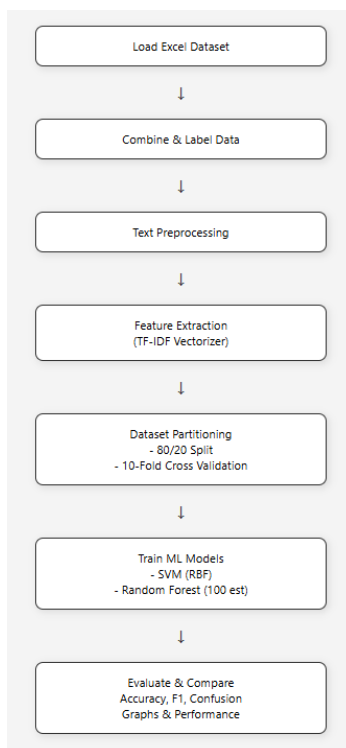 Load Excel Dataset
↓
Combine & Label Data
↓
Text Preprocessing
↓
Feature Extraction
(TF-IDF Vectorizer)
↓
Dataset Partitioning
- 80/20 Split
- 10-Fold Cross Validation
↓
Train ML Models
- SVM (RBF)
- Random Forest (100 est)
↓
Evaluate & Compare
Accuracy, F1, Confusion
Graphs & Performance